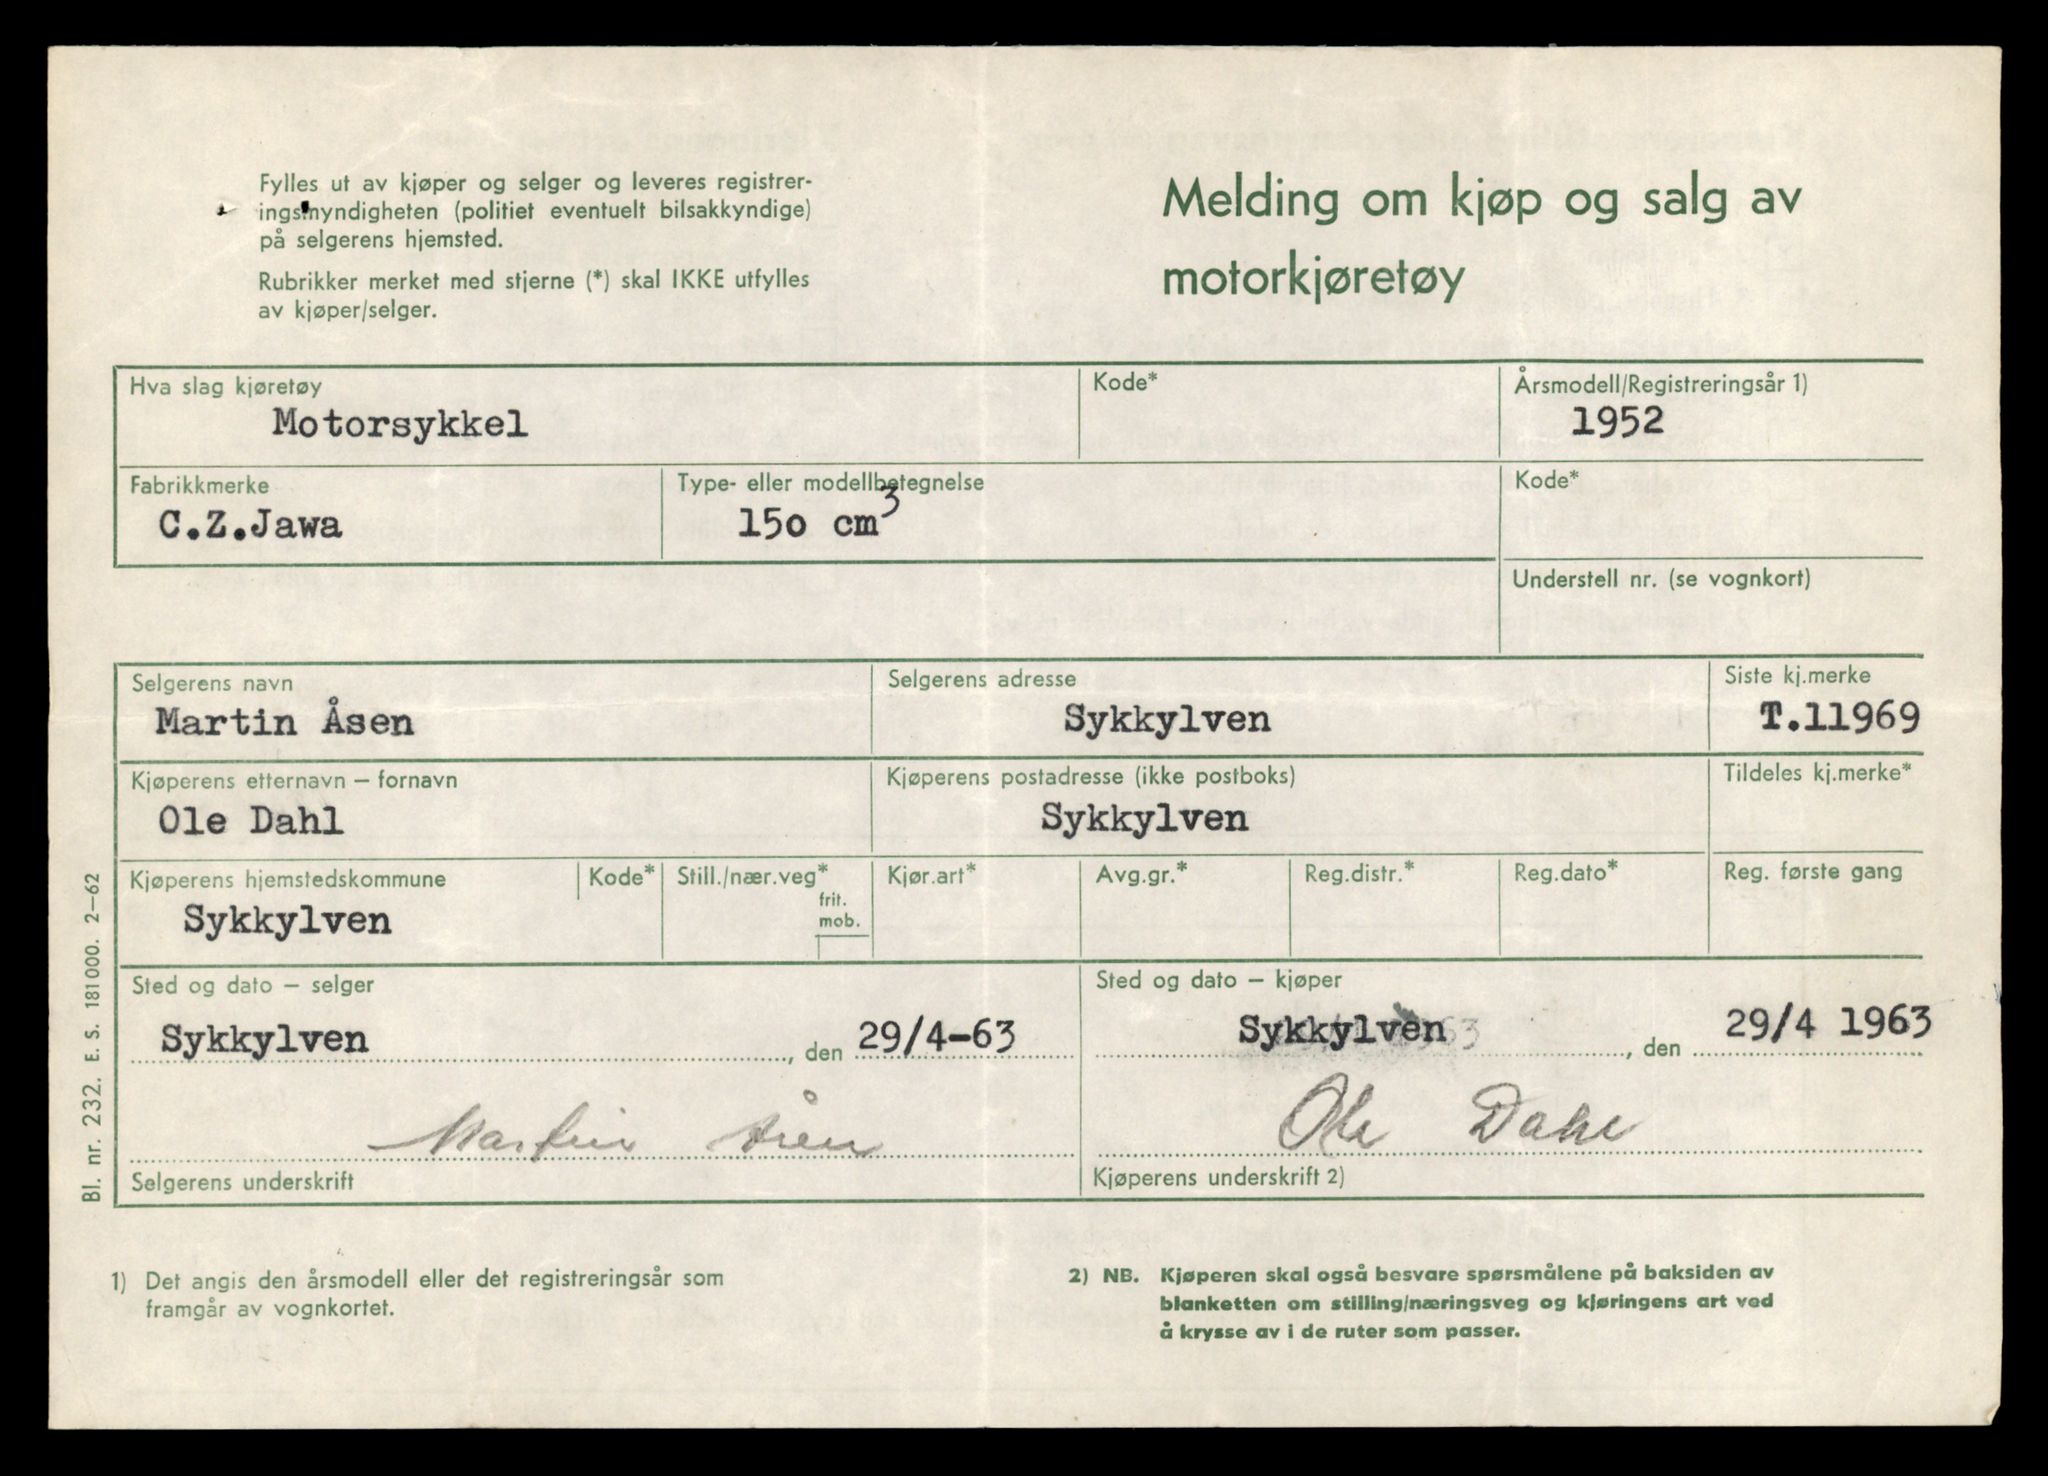 Fylles ut av kjøper og selger og leveres registrer-
ingsmyndigheten (politiet eventuelt bilsakkyndige)
på selgerens hjemsted.
Rubrikker merket med stjerne (*) skal IKKE utfylles
av kjøper/selger.
Melding om kjøp og salg av
motorkjøretøy
Hva slag kjøretøy
Motorsykkel
Kode*
Årsmodell/Registreringsår 1)
1952
Fabrikkmerke
C.Z.Jawa
Type- eller modellbetegnelse
150 cm³
Kode*
Understell nr. (se vognkort)
Selgerens navn
Martin Åsen
Selgerens adresse
Sykkylven
Siste kj.merke
T.11969
Kjøperens etternavn – fornavn
Ole Dahl
Kjøperens postadresse (ikke postboks)
Sykkylven
Tildeles kj.merke*
Kjøperens hjemstedskommune
Sykkylven
Kode*
Still./nær.veg*
frit.
mob.
Kjør.art*
Avg.gr.*
Reg.distr.*
Reg.dato*
Reg. første gang
Sted og dato – selger
Sykkylven, den 29/4-63
Martin Åsen
Selgerens underskrift
Sted og dato – kjøper
Sykkylven, den 29/4 1963
Ole Dahl
Kjøperens underskrift 2)
1) Det angis den årsmodell eller det registreringsår som
framgår av vognkortet.
2) NB. Kjøperen skal også besvare spørsmålene på baksiden av
blanketten om stilling/næringsveg og kjøringens art ved
å krysse av i de ruter som passer.
Bl. nr. 232. E. S. 181 000. 2–62